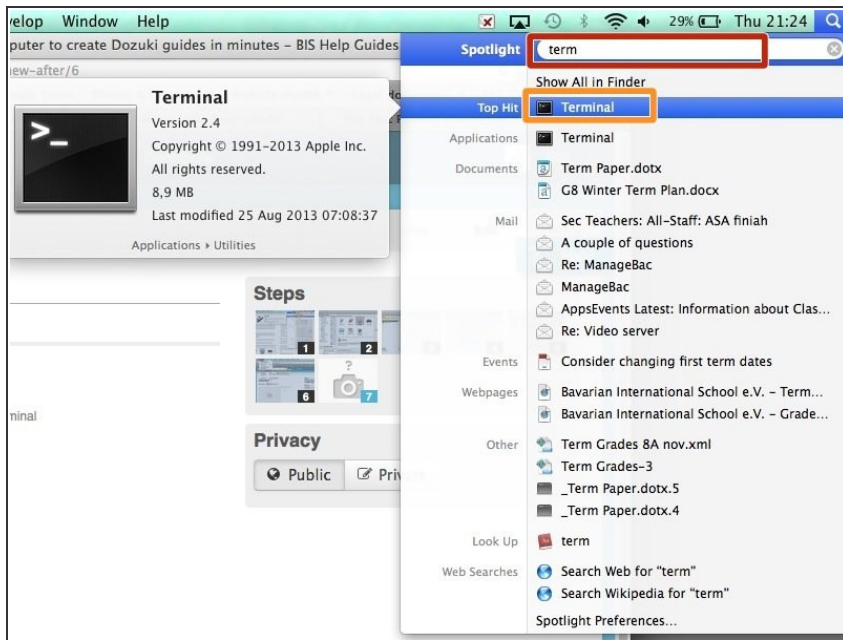 velop Window Help 29% Thu 21:24
puter to create Dozuki guides in minutes – BIS Help Guides
ew-after/6
Spotlight term
Show All in Finder
Top Hit Terminal
Applications Terminal
Documents Term Paper.dotx
G8 Winter Term Plan.docx
Mail Sec Teachers: All-Staff: ASA finiah
A couple of questions
Re: ManageBac
ManageBac
AppsEvents Latest: Information about Clas...
Re: Video server
Events Consider changing first term dates
Webpages Bavarian International School e.V. – Term...
Bavarian International School e.V. – Grade...
Other Term Grades 8A nov.xml
Term Grades-3
_Term Paper.dotx.5
_Term Paper.dotx.4
Look Up term
Web Searches Search Web for "term"
Search Wikipedia for "term"
Spotlight Preferences...
Terminal
Version 2.4
Copyright © 1991-2013 Apple Inc.
All rights reserved.
8,9 MB
Last modified 25 Aug 2013 07:08:37
Applications ▸ Utilities
>_
Steps
1 2
6 ? 7
minal
Privacy
Public Priv